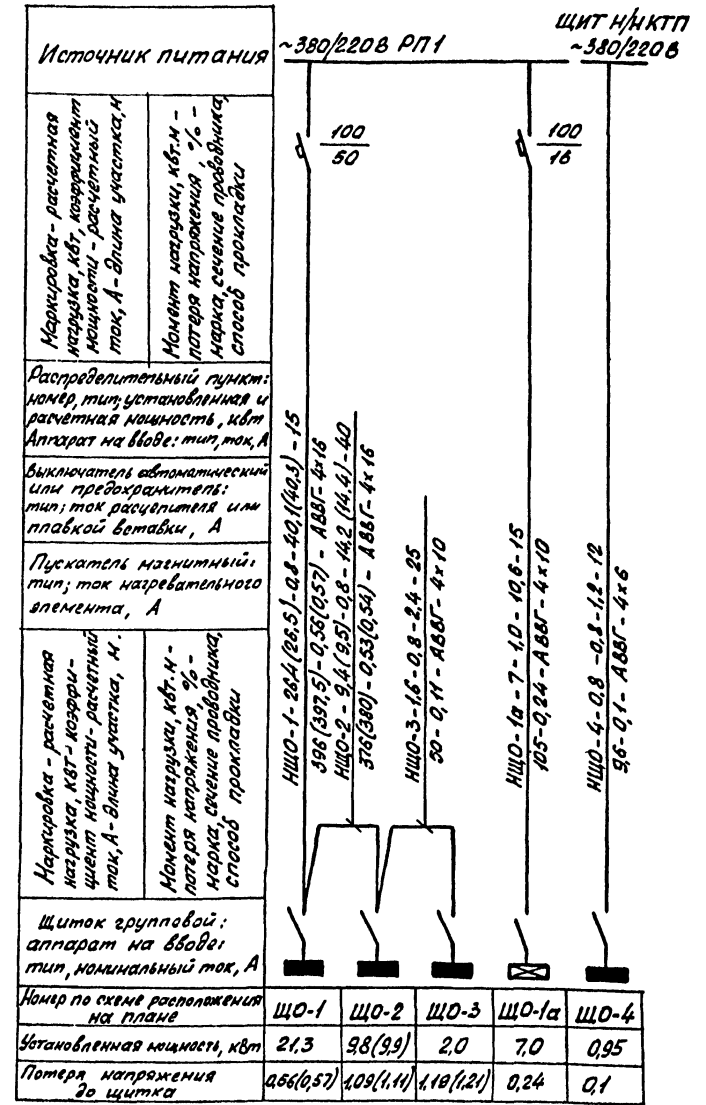 Источник питания
~380/220В РП1
ЩИТ Н/Н КТП
~380/220В
Маркировка – расчетная
нагрузка, квт, коэффициент
мощности – расчетный
ток, А – длина участка, м
Момент нагрузки, квт.м –
потеря напряжения, % –
марка, сечение проводника,
способ прокладки
100
50
100
16
Распределительный пункт:
номер, тип; установленная и
расчетная мощность, квт
Аппарат на вводе: тип, ток, А
Выключатель автоматический
или предохранитель:
тип; ток расцепителя или
плавкой вставки, А
Пускатель магнитный:
тип; ток нагревательного
элемента, А
Маркировка – расчетная
нагрузка, квт – коэффи-
циент мощности – расчетный
ток, А – длина участка, м.
Момент нагрузки, квт.м –
потеря напряжения, % –
марка, сечение проводника,
способ прокладки
НЩО-1-26,4(26,5)-0,8-40,1(40,3)-15
396(397,5)-0,56(0,57)-АВВГ-4х16
НЩО-2-9,4(9,5)-0,8-14,2(14,4)-40
376(380)-0,53(0,54)-АВВГ-4х16
НЩО-3-1,6-0,8-2,4-25
50-0,11-АВВГ-4х10
НЩО-1а-7-1,0-10,6-15
105-0,24-АВВГ-4х10
НЩО-4-0,8-0,8-1,2-12
9,6-0,1-АВВГ-4х6
Щиток групповой:
аппарат на вводе:
тип, номинальный ток, А
Номер по схеме расположения
на плане
ЩО-1 ЩО-2 ЩО-3 ЩО-1а ЩО-4
Установленная мощность, квт 21,3 9,8(9,9) 2,0 7,0 0,95
Потеря напряжения
до щитка
0,56(0,57) 1,09(1,11) 1,18(1,21) 0,24 0,1